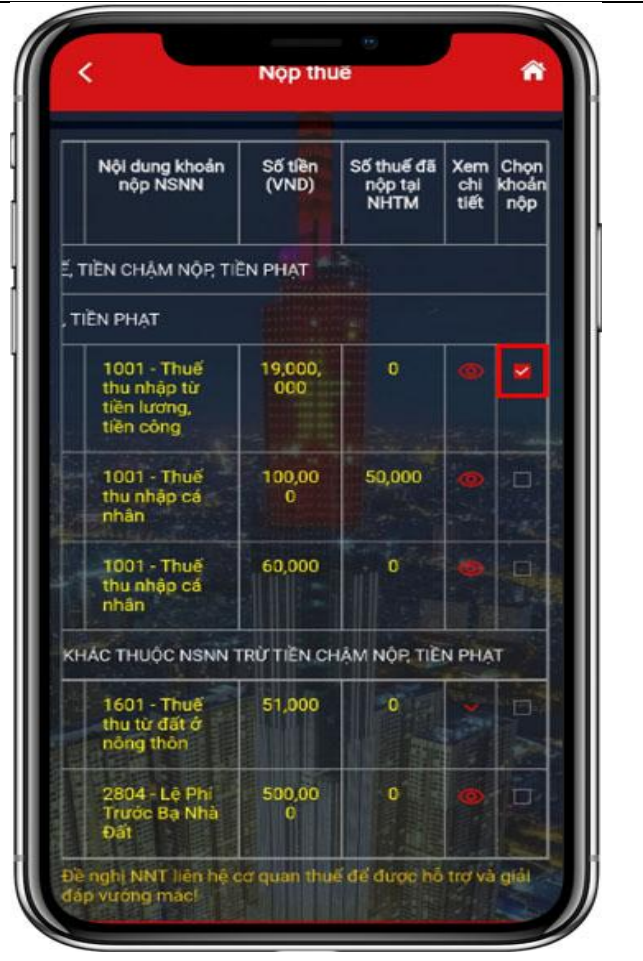 Nộp thuế
Nội dung khoản nộp NSNN
Số tiền (VND)
Số thuế đã nộp tại NHTM
Xem chi tiết
Chọn khoản nộp
, TIỀN CHẬM NỘP, TIỀN PHẠT
, TIỀN PHẠT
1001 - Thuế thu nhập từ tiền lương, tiền công
19,000,000
0
1001 - Thuế thu nhập cá nhân
100,000
50,000
1001 - Thuế thu nhập cá nhân
60,000
0
KHÁC THUỘC NSNN TRỪ TIỀN CHẬM NỘP, TIỀN PHẠT
1601 - Thuế thu từ đất ở nông thôn
51,000
0
2804 - Lệ Phí Trước Bạ Nhà Đất
500,000
0
Đề nghị NNT liên hệ cơ quan thuế để được hỗ trợ và giải
đáp vướng mắc!